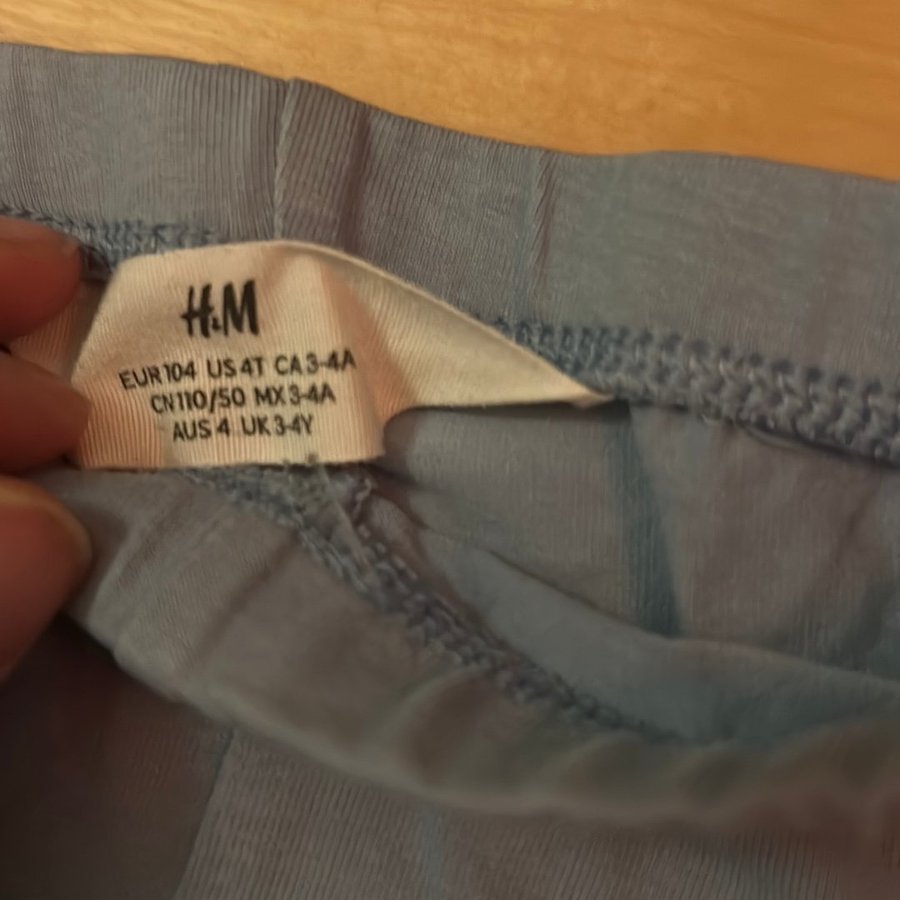 H&M
EUR 104 US 4T CA 3-4A
CN 110/50 MX 3-4A
AUS 4 UK 3-4Y